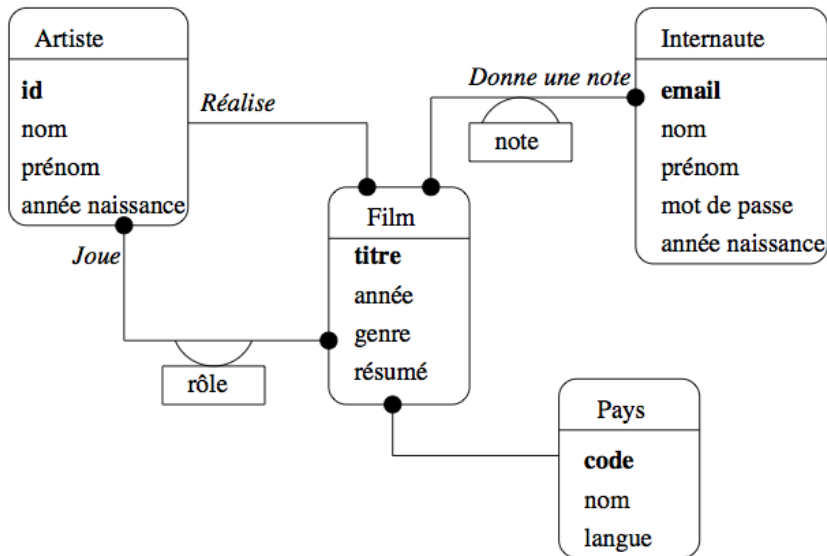 Artiste
id
nom
prénom
année naissance
Réalise
Joue
rôle
Donne une note
note
Internaute
email
nom
prénom
mot de passe
année naissance
Film
titre
année
genre
résumé
Pays
code
nom
langue